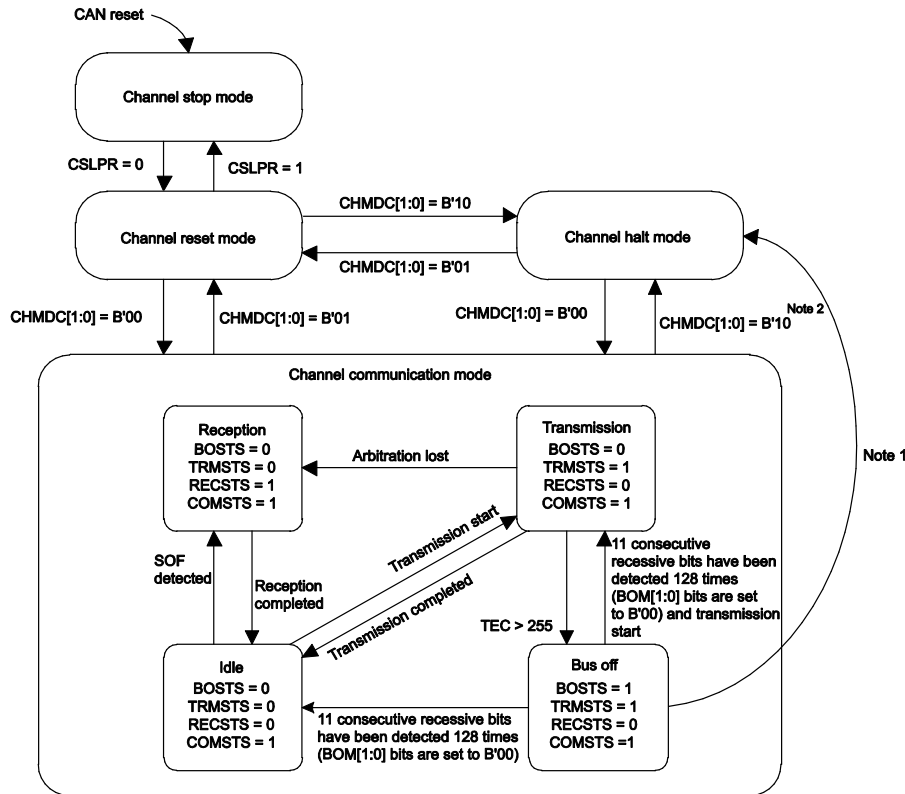 CAN reset
Channel stop mode
CSLPR = 0
CSLPR = 1
Channel reset mode
CHMDC[1:0] = B'10
CHMDC[1:0] = B'01
Channel halt mode
CHMDC[1:0] = B'00
CHMDC[1:0] = B'01
CHMDC[1:0] = B'00
CHMDC[1:0] = B'10
Note 2
Note 1
Channel communication mode
Reception
BOSTS = 0
TRMSTS = 0
RECSTS = 1
COMSTS = 1
Arbitration lost
Transmission
BOSTS = 0
TRMSTS = 1
RECSTS = 0
COMSTS = 1
SOF
detected
Reception
completed
Transmission start
Transmission completed
TEC > 255
11 consecutive
recessive bits have been
detected 128 times
(BOM[1:0] bits are set
to B'00) and transmission
start
Idle
BOSTS = 0
TRMSTS = 0
RECSTS = 0
COMSTS = 1
11 consecutive recessive bits
have been detected 128 times
(BOM[1:0] bits are set to B'00)
Bus off
BOSTS = 1
TRMSTS = 1
RECSTS = 0
COMSTS =1